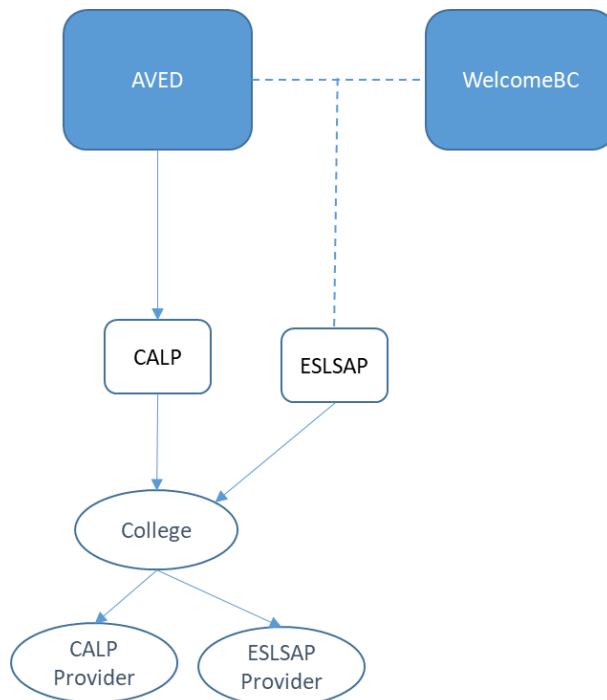 AVED
WelcomeBC
CALP
ESLSAP
College
CALP
Provider
ESLSAP
Provider